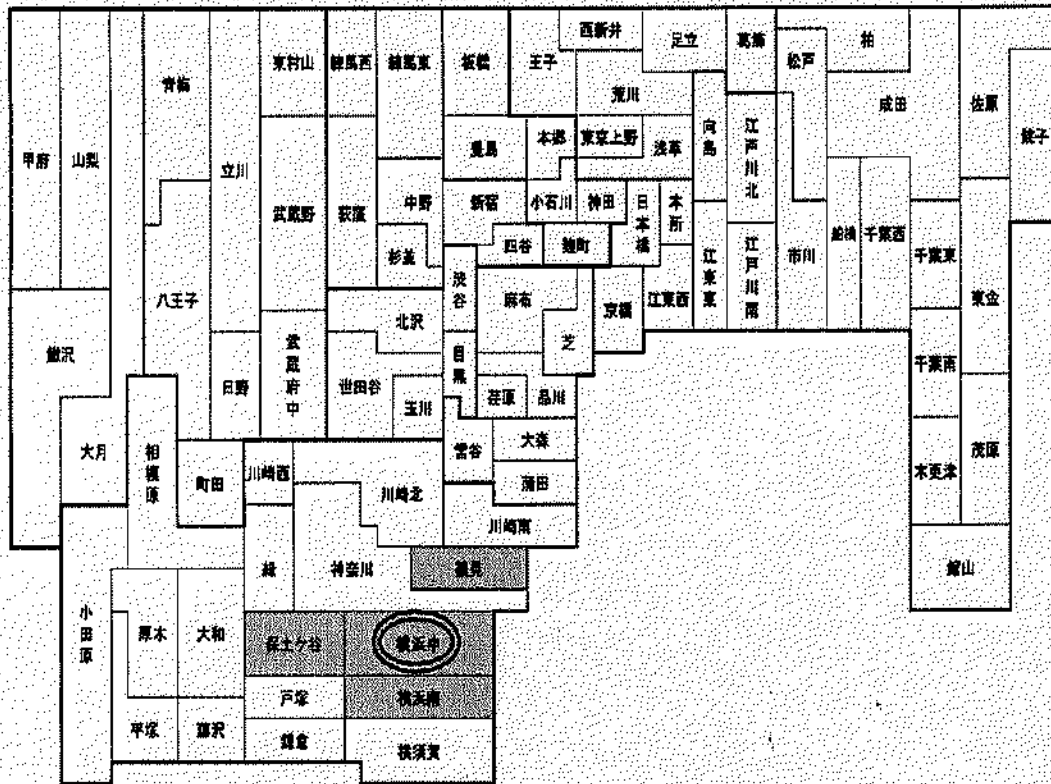 西新井
足立
葛飾
柏
青梅
東村山
練馬西
練馬東
板橋
王子
荒川
松戸
成田
佐原
銚子
甲府
山梨
立川
豊島
本郷
東京上野
浅草
向島
江戸川北
武蔵野
荻窪
中野
新宿
小石川
神田
日本橋
本所
船橋
千葉西
杉並
四谷
麹町
江東東
江戸川南
市川
千葉東
東金
八王子
渋谷
麻布
京橋
江東西
鰍沢
北沢
芝
武蔵府中
目黒
日野
世田谷
玉川
荏原
品川
千葉南
大月
相模原
町田
川崎西
川崎北
雪谷
大森
蒲田
木更津
茂原
川崎南
緑
神奈川
鶴見
館山
小田原
厚木
大和
保土ケ谷
横浜中
戸塚
横浜南
平塚
藤沢
鎌倉
横須賀